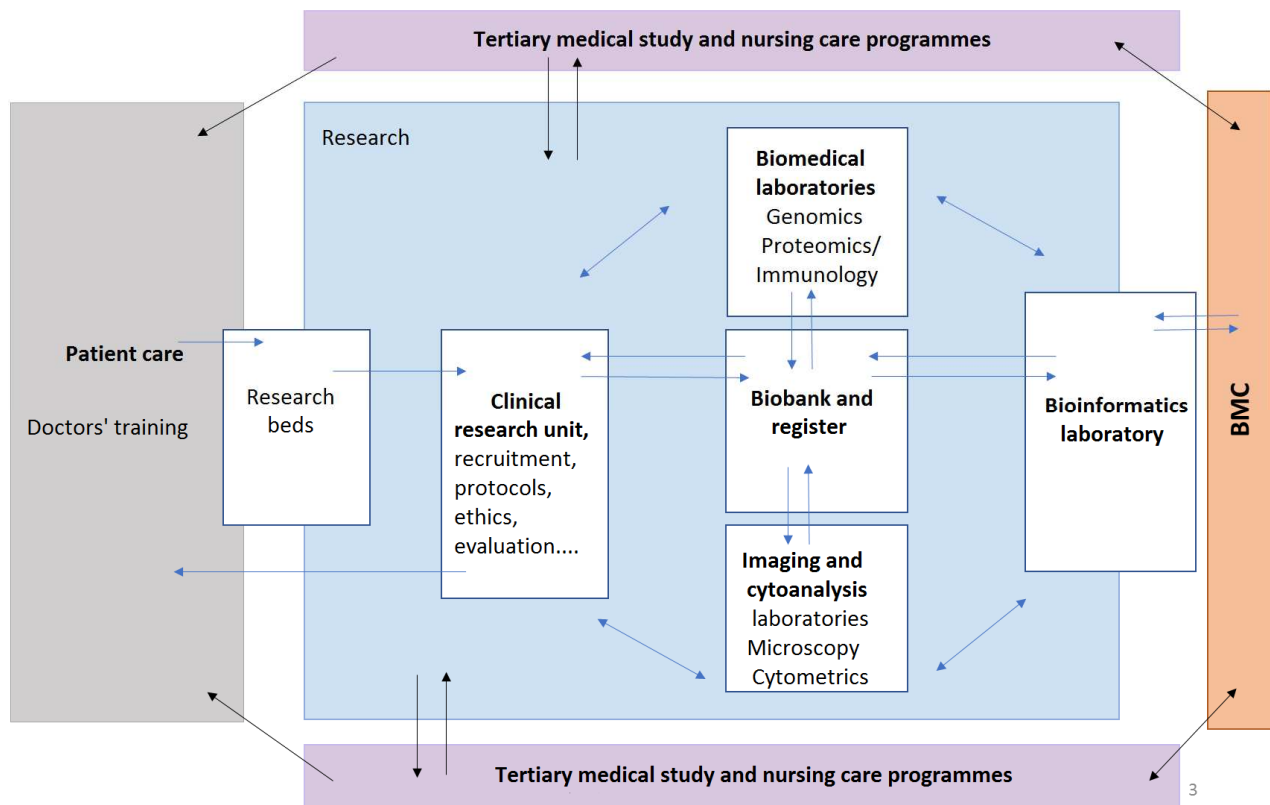 Tertiary medical study and nursing care programmes
Research
Biomedical
laboratories
Genomics
Proteomics/
Immunology
Patient care
Doctors' training
Research
beds
Clinical
research unit,
recruitment,
protocols,
ethics,
evaluation....
Biobank and
register
Bioinformatics
laboratory
BMC
Imaging and
cytoanalysis
laboratories
Microscopy
Cytometrics
Tertiary medical study and nursing care programmes
3